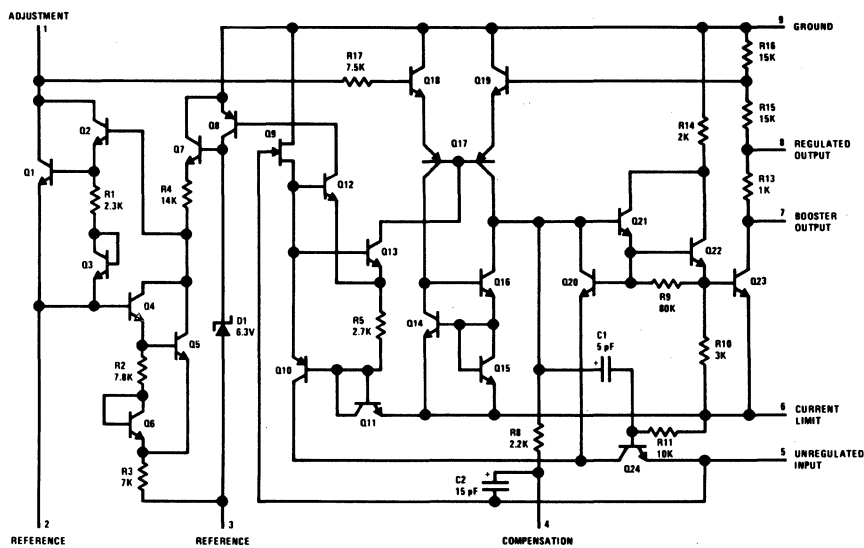 ADJUSTMENT
1
9
GROUND
R17
7.5K
Q18
Q19
R16
15K
Q2
Q8
Q9
Q7
Q17
R14
2K
R15
15K
8
REGULATED
OUTPUT
Q1
R1
2.3K
R4
14K
Q12
R13
1K
Q21
7
BOOSTER
OUTPUT
Q3
Q13
Q22
Q4
Q16
Q20
R9
80K
Q23
D1
6.3V
R5
2.7K
Q14
C1
5 pF
R10
3K
R2
7.8K
Q5
Q10
Q15
+
Q6
Q11
6
CURRENT
LIMIT
R8
2.2K
R11
10K
R3
7K
C2
15 pF
+
Q24
5
UNREGULATED
INPUT
2
REFERENCE
3
REFERENCE
4
COMPENSATION